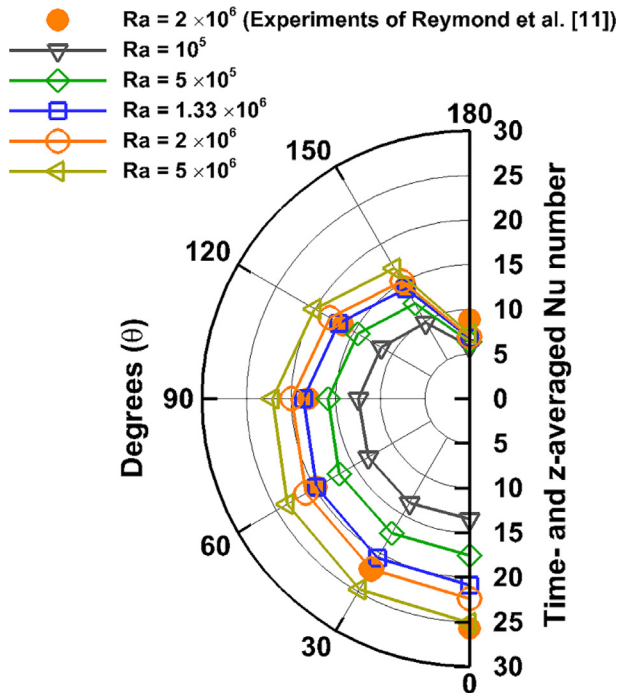 Ra = 2 ×10⁶ (Experiments of Reymond et al. [11])
Ra = 10⁵
Ra = 5 ×10⁵
Ra = 1.33 ×10⁶
Ra = 2 ×10⁶
Ra = 5 ×10⁶
180
150
120
90
60
30
0
Degrees (θ)
30
25
20
15
10
5
0
5
10
15
20
25
30
Time- and z-averaged Nu number